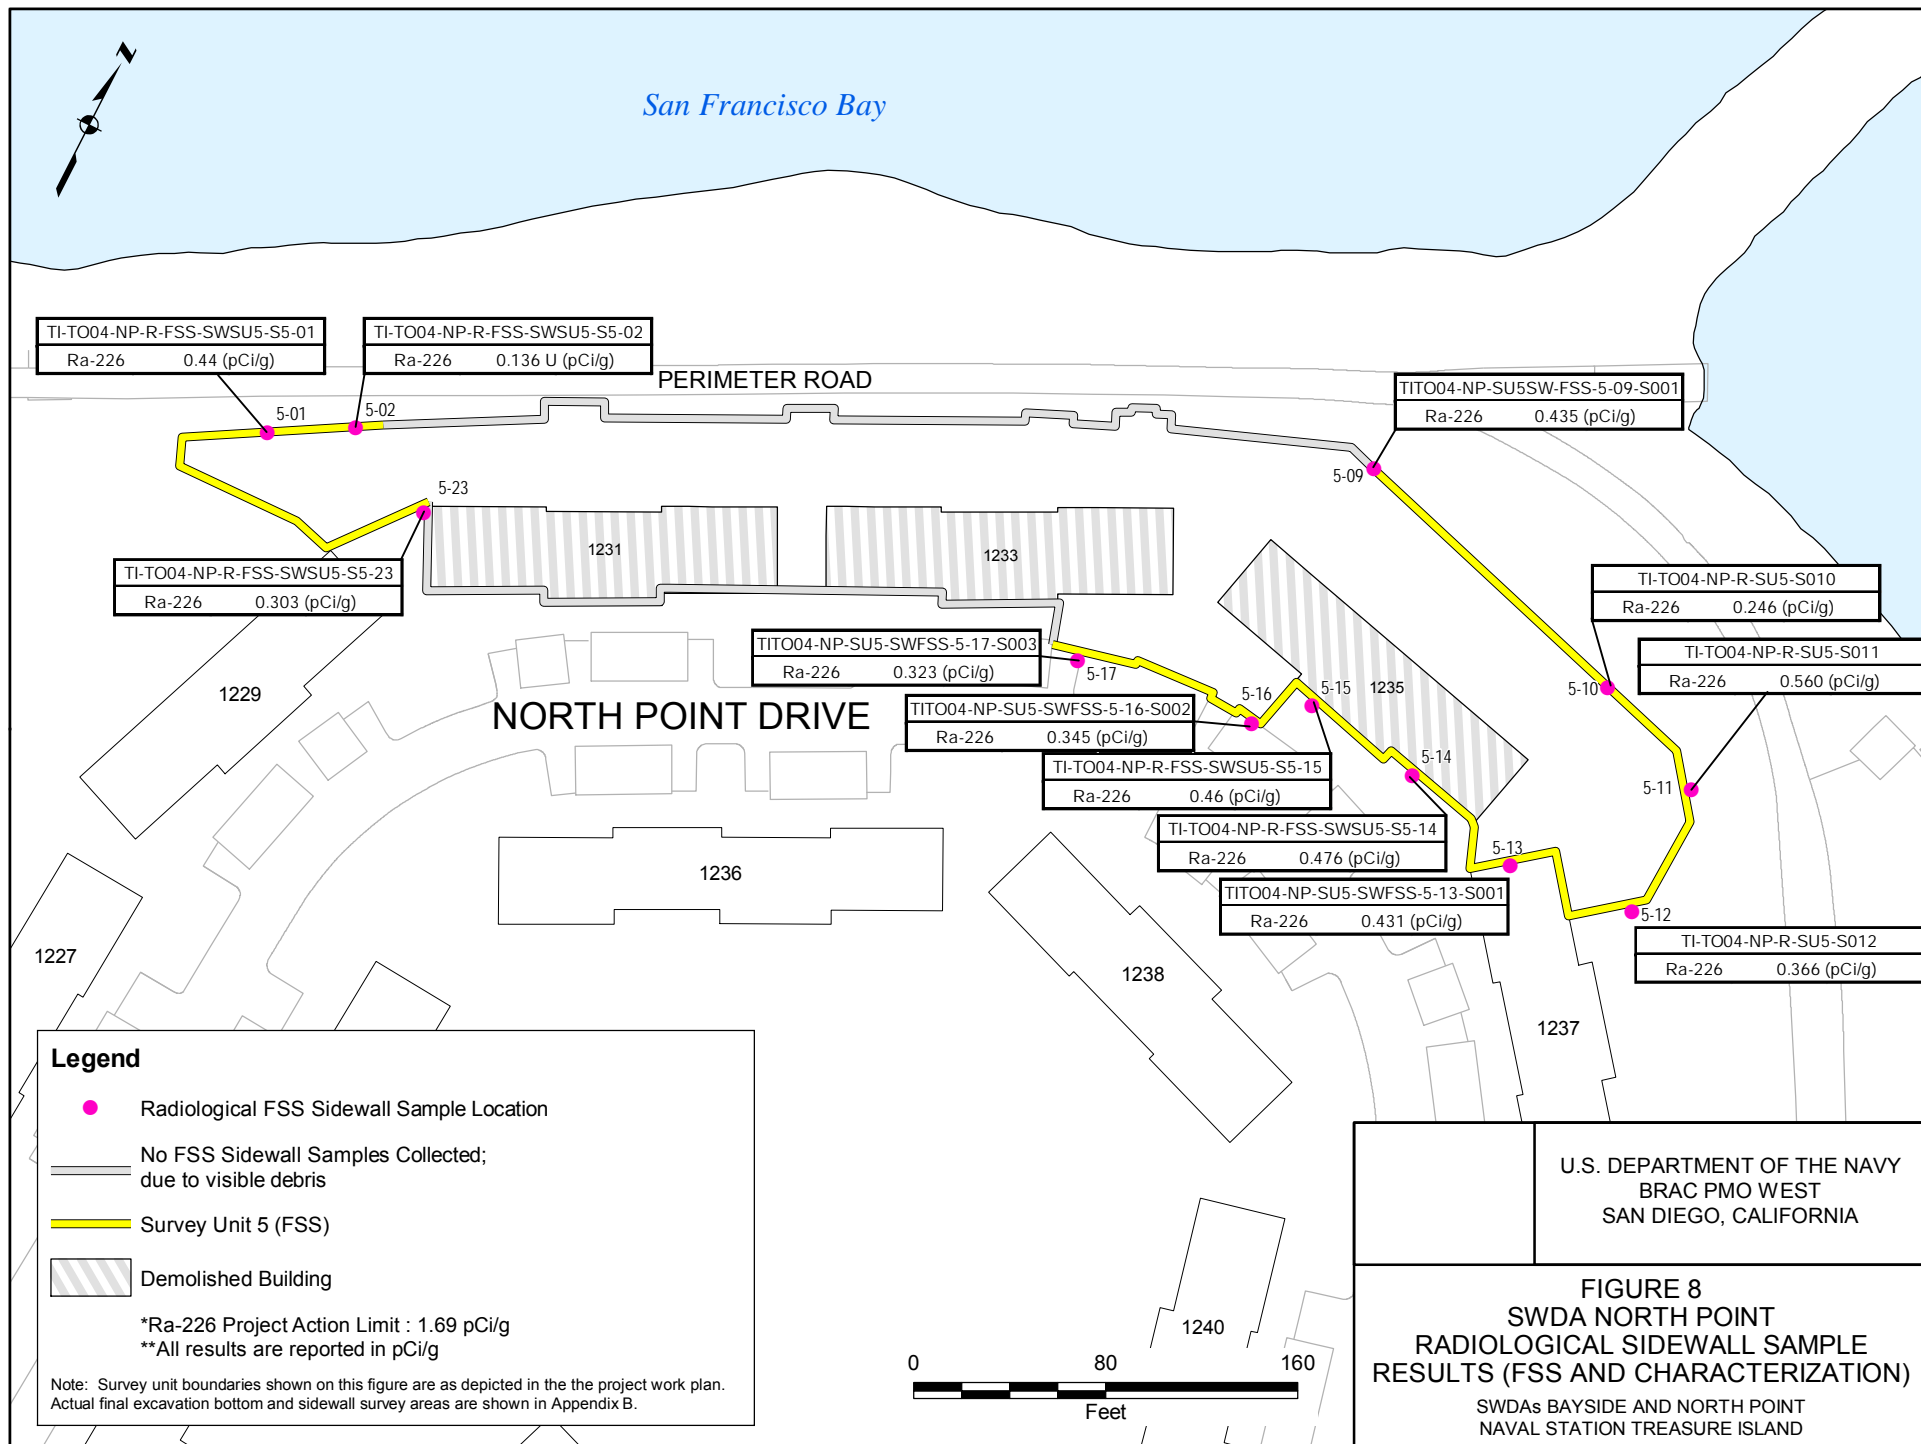 N
San Francisco Bay
TI-TO04-NP-R-FSS-SWSU5-S5-01
Ra-226 0.44 (pCi/g)
TI-TO04-NP-R-FSS-SWSU5-S5-02
Ra-226 0.136 U (pCi/g)
PERIMETER ROAD
TITO04-NP-SU5SW-FSS-5-09-S001
Ra-226 0.435 (pCi/g)
5-01
5-02
5-09
5-23
1231
1233
TI-TO04-NP-R-FSS-SWSU5-S5-23
Ra-226 0.303 (pCi/g)
TI-TO04-NP-R-SU5-S010
Ra-226 0.246 (pCi/g)
TITO04-NP-SU5-SWFSS-5-17-S003
Ra-226 0.323 (pCi/g)
5-17
TI-TO04-NP-R-SU5-S011
Ra-226 0.560 (pCi/g)
1229
1235
5-10
5-15
5-16
NORTH POINT DRIVE
TITO04-NP-SU5-SWFSS-5-16-S002
Ra-226 0.345 (pCi/g)
5-14
TI-TO04-NP-R-FSS-SWSU5-S5-15
Ra-226 0.46 (pCi/g)
5-11
TI-TO04-NP-R-FSS-SWSU5-S5-14
Ra-226 0.476 (pCi/g)
5-13
1236
TITO04-NP-SU5-SWFSS-5-13-S001
Ra-226 0.431 (pCi/g)
5-12
TI-TO04-NP-R-SU5-S012
Ra-226 0.366 (pCi/g)
1227
1238
1237
1240
Legend
Radiological FSS Sidewall Sample Location
No FSS Sidewall Samples Collected;
due to visible debris
Survey Unit 5 (FSS)
Demolished Building
*Ra-226 Project Action Limit : 1.69 pCi/g
**All results are reported in pCi/g
Note: Survey unit boundaries shown on this figure are as depicted in the the project work plan.
Actual final excavation bottom and sidewall survey areas are shown in Appendix B.
0 80 160
Feet
U.S. DEPARTMENT OF THE NAVY
BRAC PMO WEST
SAN DIEGO, CALIFORNIA
FIGURE 8
SWDA NORTH POINT
RADIOLOGICAL SIDEWALL SAMPLE
RESULTS (FSS AND CHARACTERIZATION)
SWDAs BAYSIDE AND NORTH POINT
NAVAL STATION TREASURE ISLAND